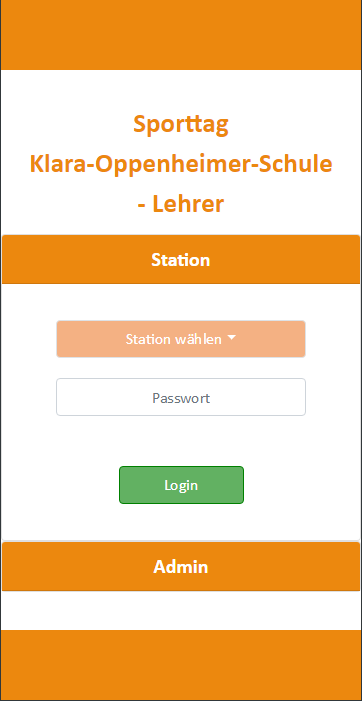 Sporttag
Klara-Oppenheimer-Schule
- Lehrer
Station
Station wählen
Passwort
Login
Admin